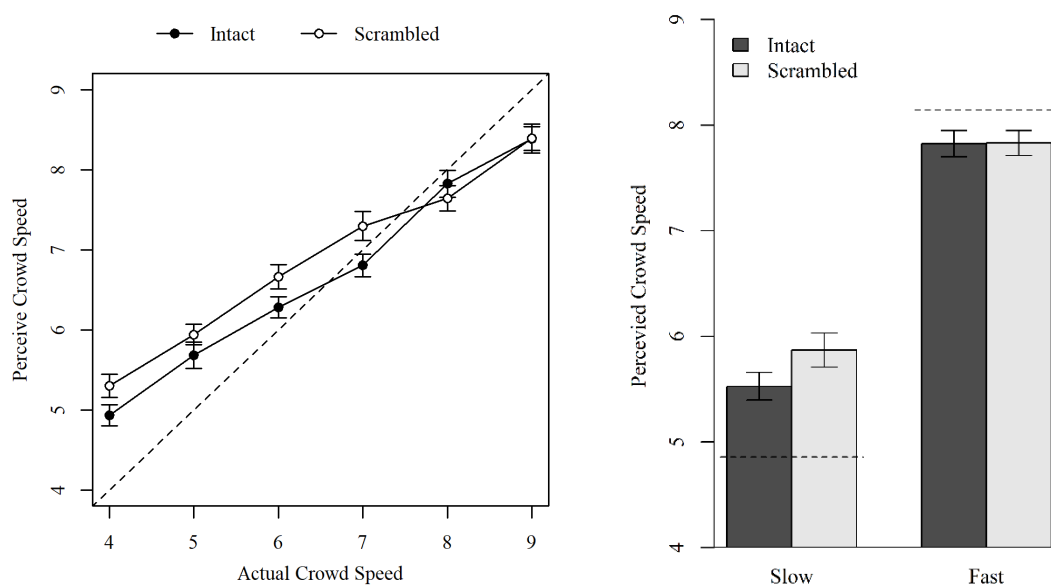 Intact
Scrambled
Perceive Crowd Speed
9
8
7
6
5
4
4 5 6 7 8 9
Actual Crowd Speed
Intact
Scrambled
Percevied Crowd Speed
9
8
7
6
5
4
Slow
Fast